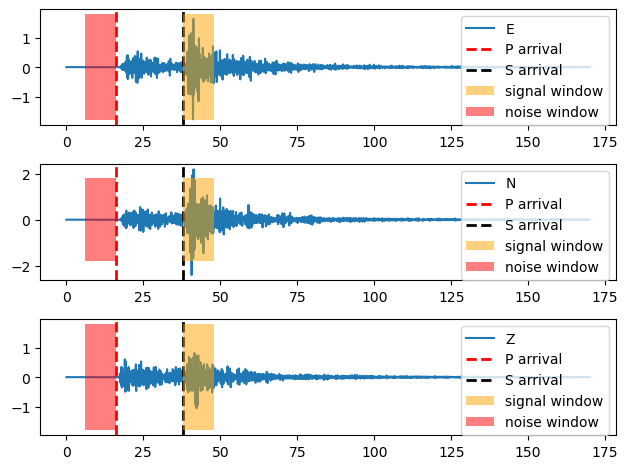 1
0
−1
0
25
50
75
100
125
150
175
E
P arrival
S arrival
signal window
noise window
2
0
−2
0
25
50
75
100
125
150
175
N
P arrival
S arrival
signal window
noise window
1
0
−1
0
25
50
75
100
125
150
175
Z
P arrival
S arrival
signal window
noise window